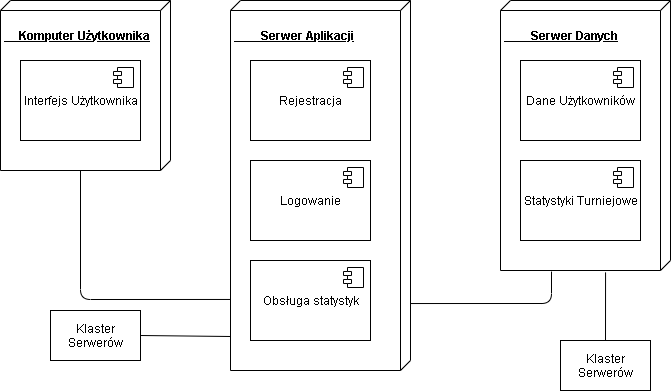 Komputer Użytkownika
Interfejs Użytkownika
Serwer Aplikacji
Rejestracja
Logowanie
Obsługa statystyk
Serwer Danych
Dane Użytkowników
Statystyki Turniejowe
Klaster
Serwerów
Klaster
Serwerów